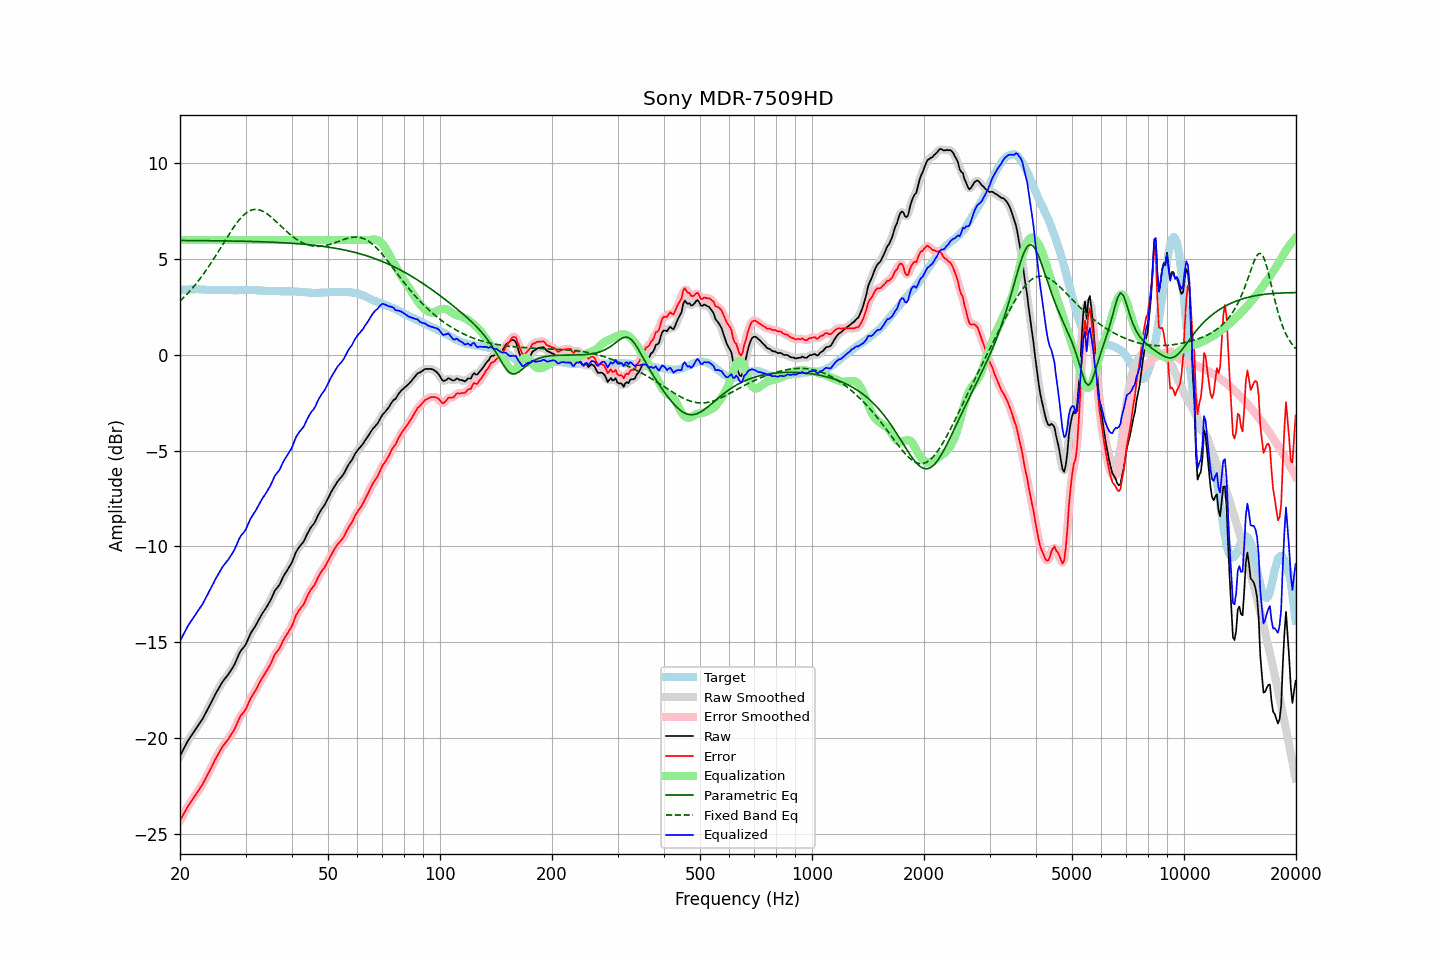 Sony MDR-7509HD
Amplitude (dBr)
10
5
0
−5
−10
−15
−20
−25
Target
Raw Smoothed
Error Smoothed
Raw
Error
Equalization
Parametric Eq
Fixed Band Eq
Equalized
20
50
100
200
500
1000
2000
5000
10000
20000
Frequency (Hz)